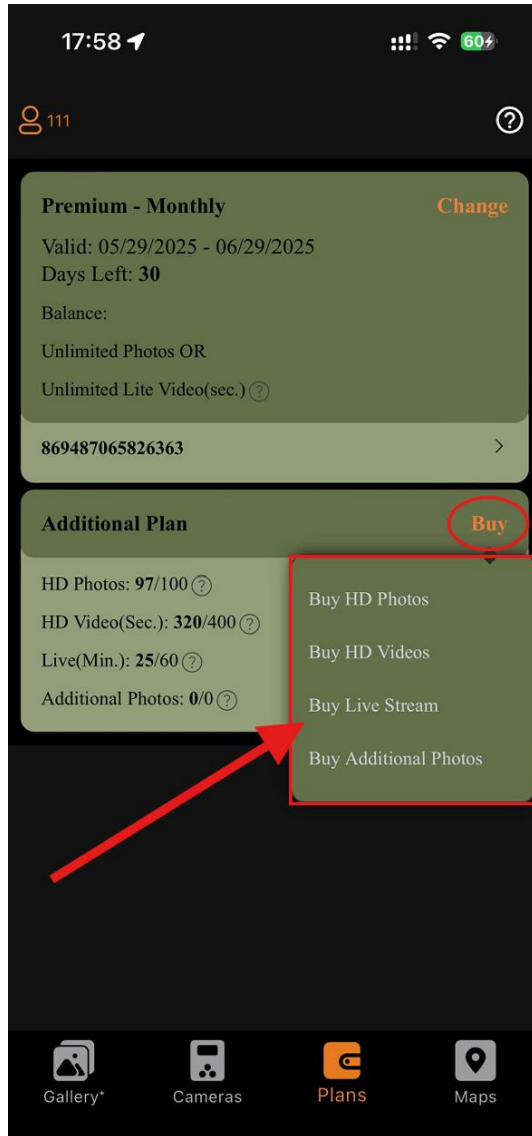 17:58
60
111
Premium - Monthly Change
Valid: 05/29/2025 - 06/29/2025
Days Left: 30
Balance:
Unlimited Photos OR
Unlimited Lite Video(sec.) ?
869487065826363
Additional Plan Buy
HD Photos: 97/100 ?
HD Video(Sec.): 320/400 ?
Live(Min.): 25/60 ?
Additional Photos: 0/0 ?
Buy HD Photos
Buy HD Videos
Buy Live Stream
Buy Additional Photos
Gallery+ Cameras Plans Maps